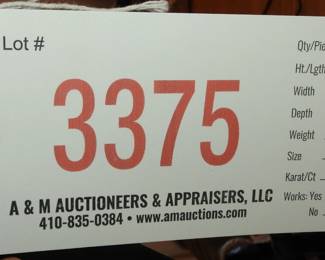 Lot #
3375
A & M AUCTIONEERS & APPRAISERS, LLC
410-835-0384 • www.amauctions.com
Qty/Pie
Ht./Lgth
Width
Depth
Weight
Size
Karat/Ct
Works: Yes
No